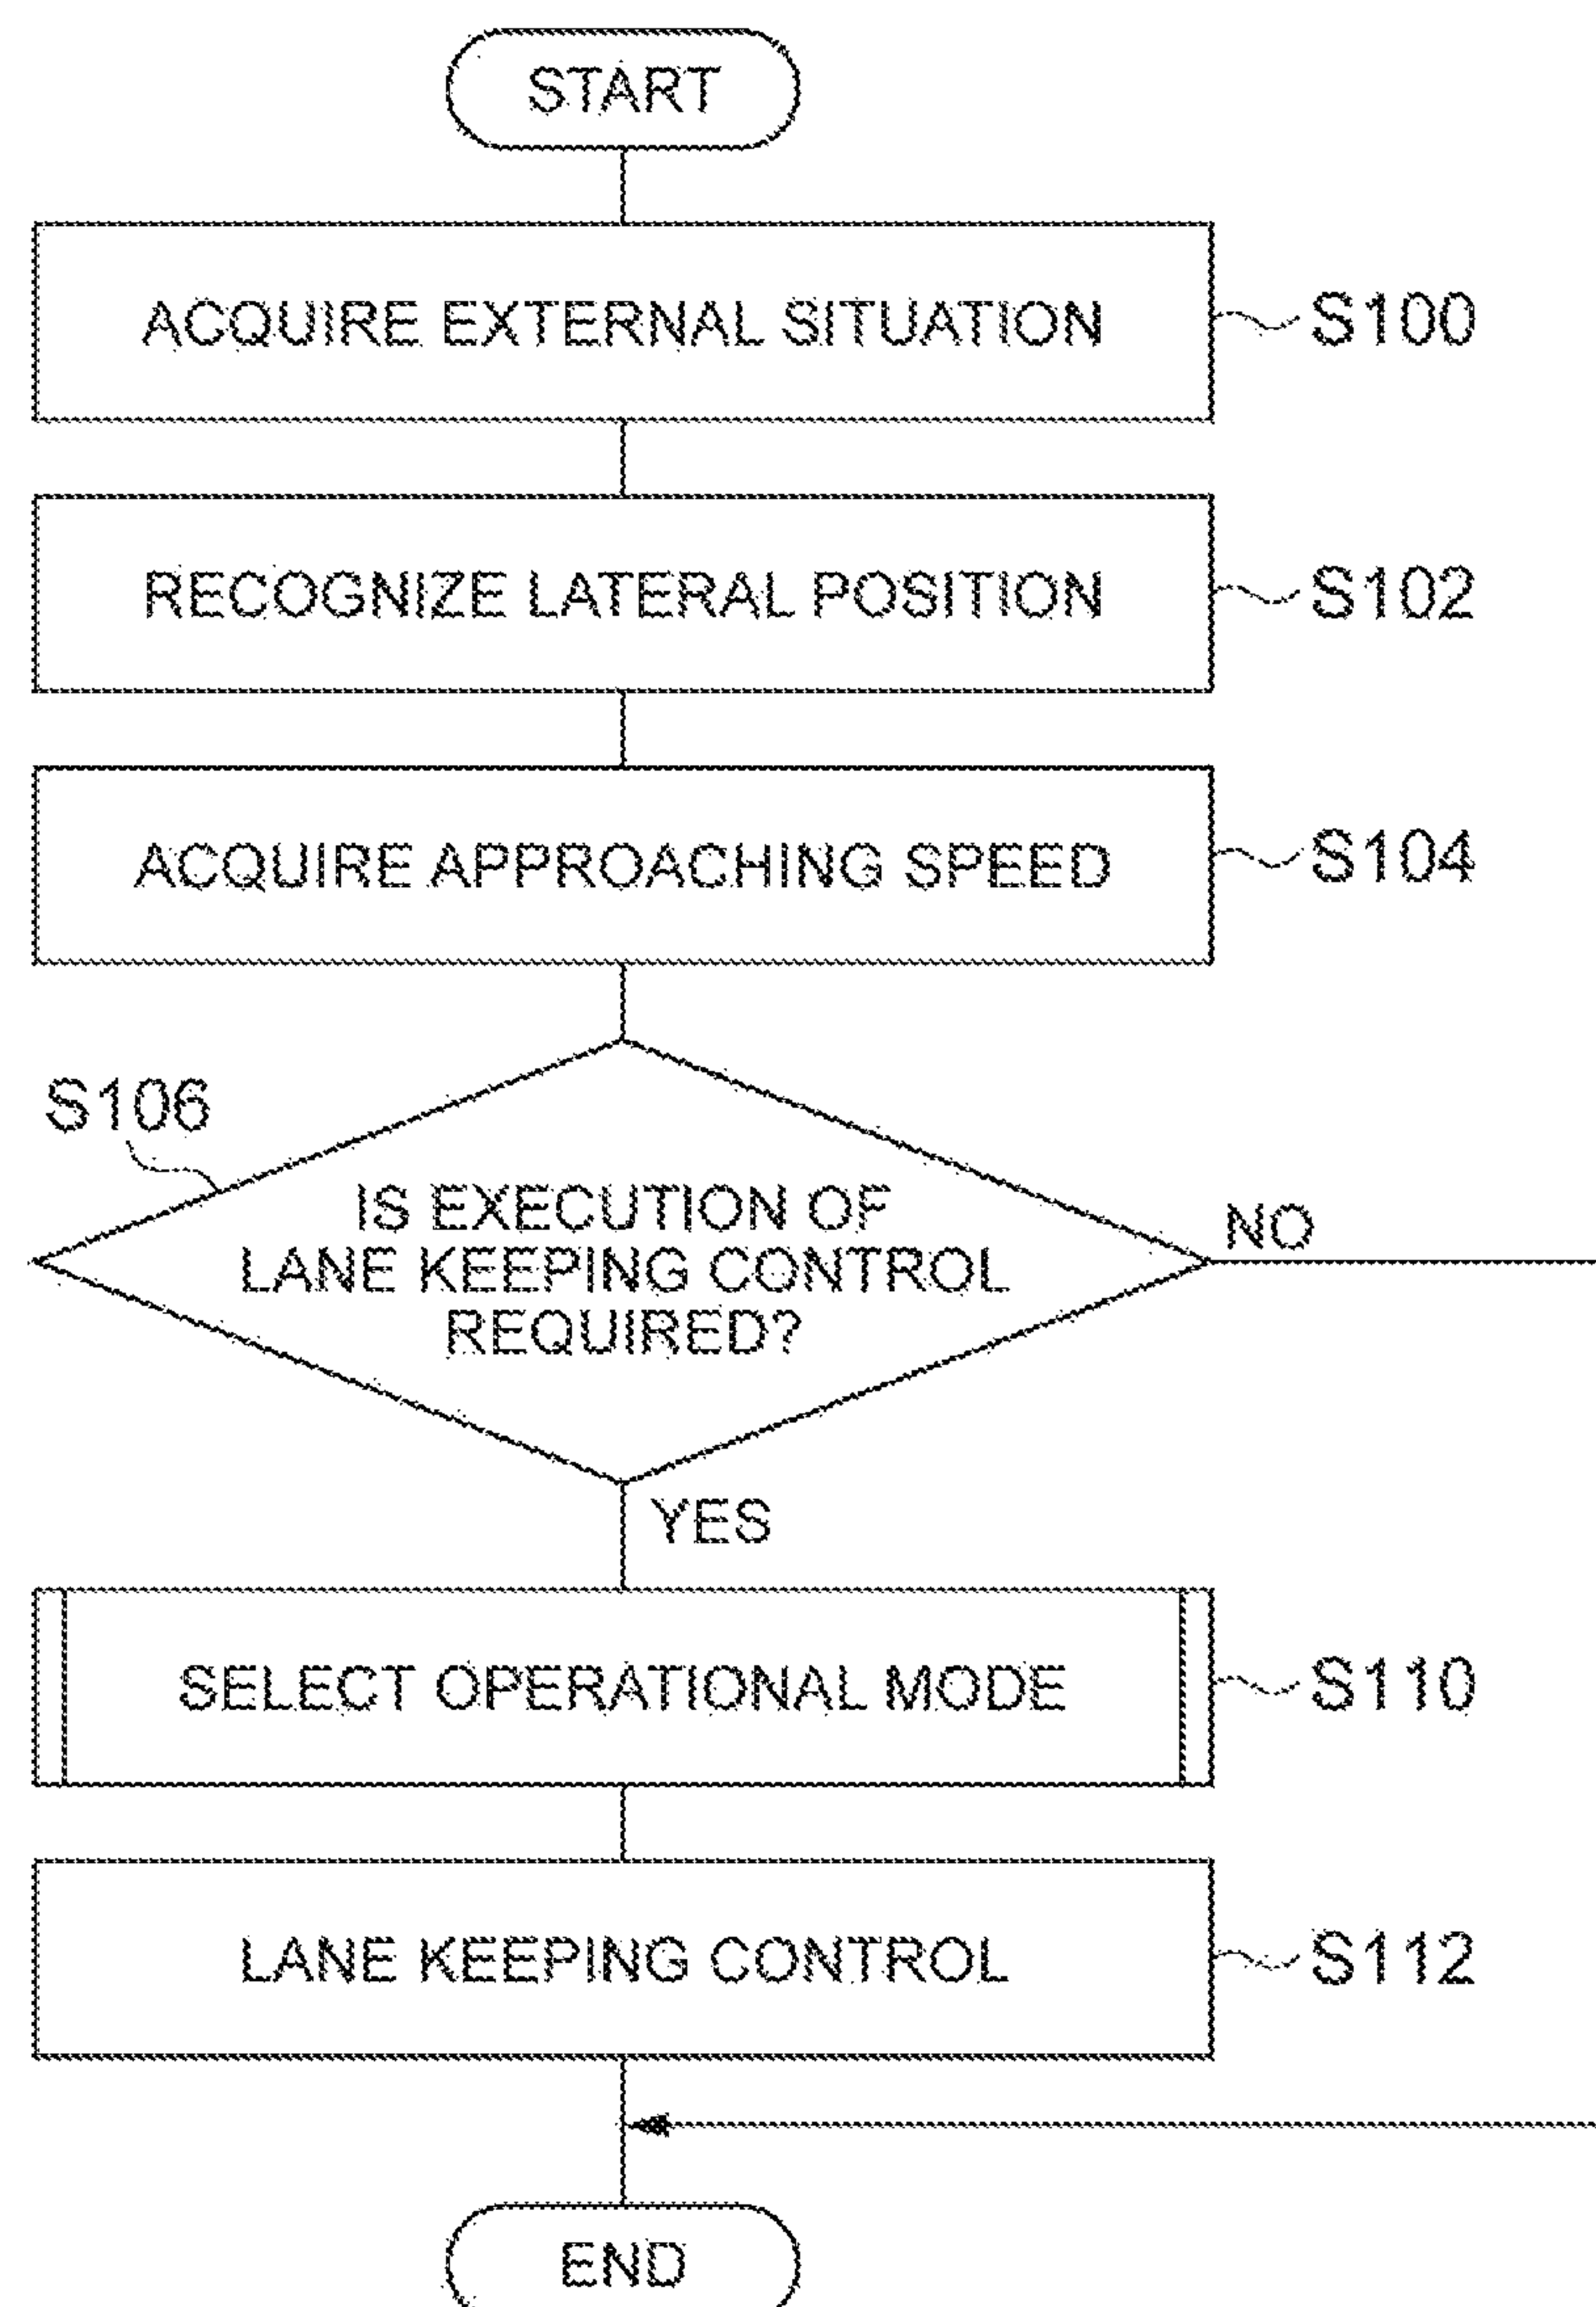 START
ACQUIRE EXTERNAL SITUATION
S100
RECOGNIZE LATERAL POSITION
S102
ACQUIRE APPROACHING SPEED
S104
S106
IS EXECUTION OF
LANE KEEPING CONTROL
REQUIRED?
NO
YES
SELECT OPERATIONAL MODE
S110
LANE KEEPING CONTROL
S112
END